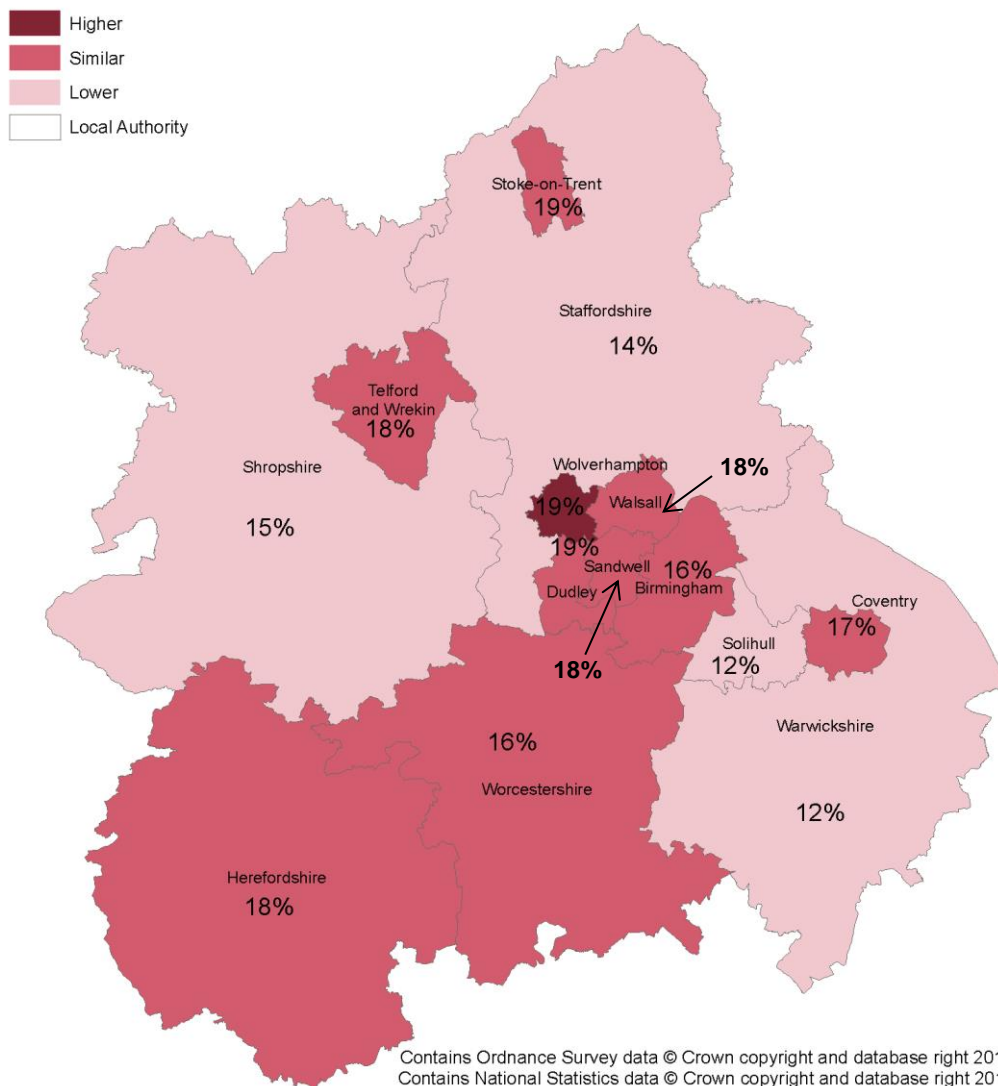 Higher
Similar
Lower
Local Authority
Stoke-on-Trent
19%
Staffordshire
14%
Telford
and Wrekin
18%
Shropshire
15%
Wolverhampton
18%
19%
Walsall
19%
Sandwell
16%
Dudley
Birmingham
Coventry
17%
Solihull
12%
18%
Warwickshire
16%
Worcestershire
12%
Herefordshire
18%
Contains Ordnance Survey data © Crown copyright and database right
Contains National Statistics data © Crown copyright and database right